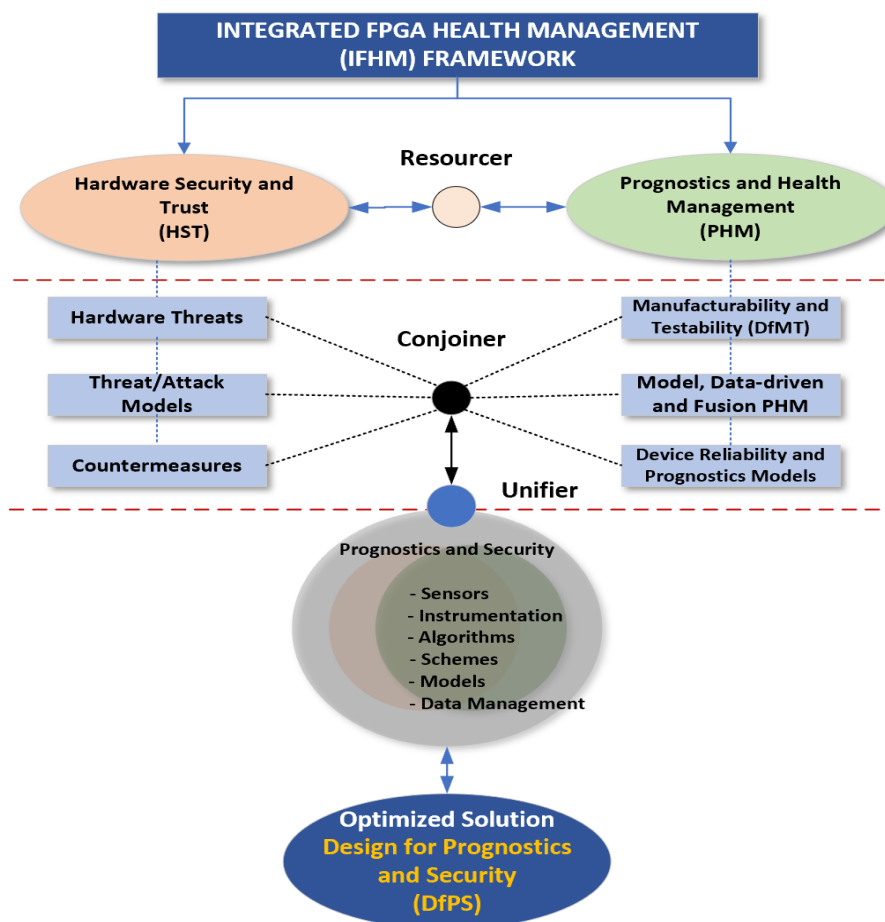 INTEGRATED FPGA HEALTH MANAGEMENT
(IFHM) FRAMEWORK
Resourcer
Hardware Security and
Trust
(HST)
Prognostics and Health
Management
(PHM)
Hardware Threats
Manufacturability and
Testability (DfMT)
Conjoiner
Threat/Attack
Models
Model, Data-driven
and Fusion PHM
Countermeasures
Device Reliability and
Prognostics Models
Unifier
Prognostics and Security
- Sensors
- Instrumentation
- Algorithms
- Schemes
- Models
- Data Management
Optimized Solution
Design for Prognostics
and Security
(DfPS)